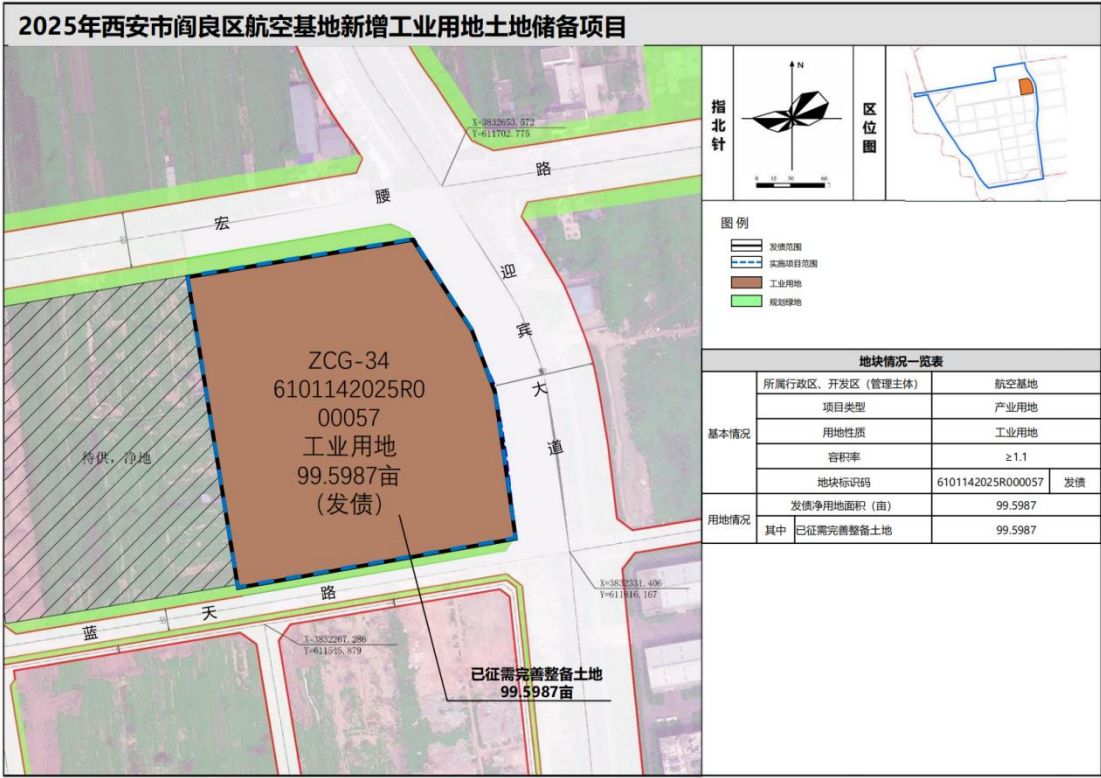 2025年西安市阎良区航空基地新增工业用地土地储备项目
X=3832653.572
Y=611702.775
宏腰路
迎宾大道
ZCG-34
6101142025R0
00057
工业用地
99.5987亩
(发债)
待供，净地
X=3832331.406
Y=611816.167
蓝天路
X=3832267.286
Y=611545.879
已征需完善整备土地
99.5987亩
指北针
N
0 15 30 60
区位图
图例
发债范围
实施项目范围
工业用地
规划绿地
地块情况一览表
基本情况
所属行政区、开发区（管理主体） 航空基地
项目类型 产业用地
用地性质 工业用地
容积率 ≥1.1
地块标识码 6101142025R000057 发债
用地情况
发债净用地面积（亩） 99.5987
其中 已征需完善整备土地 99.5987